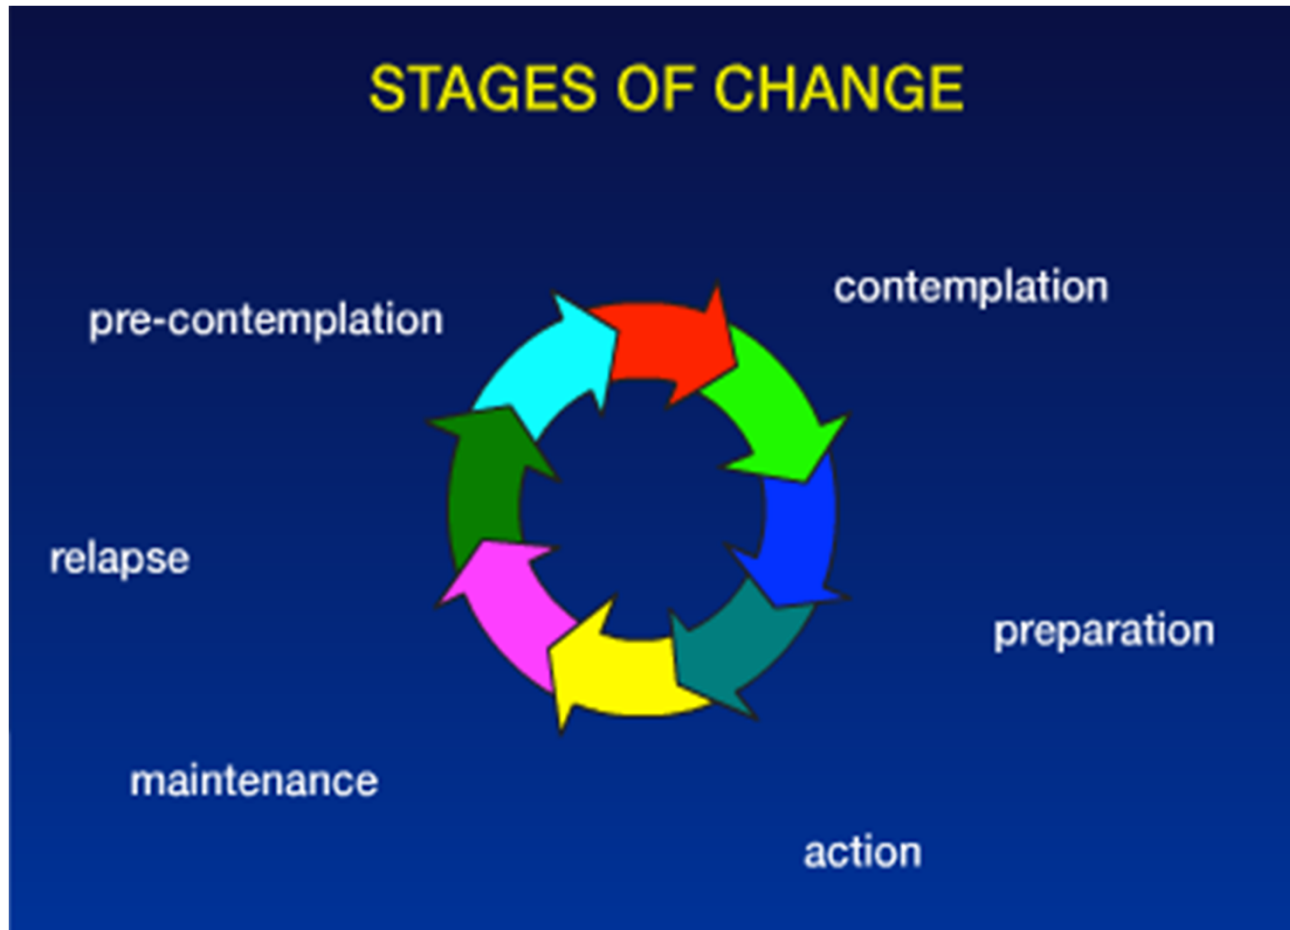 STAGES OF CHANGE
contemplation
pre-contemplation
relapse
preparation
maintenance
action